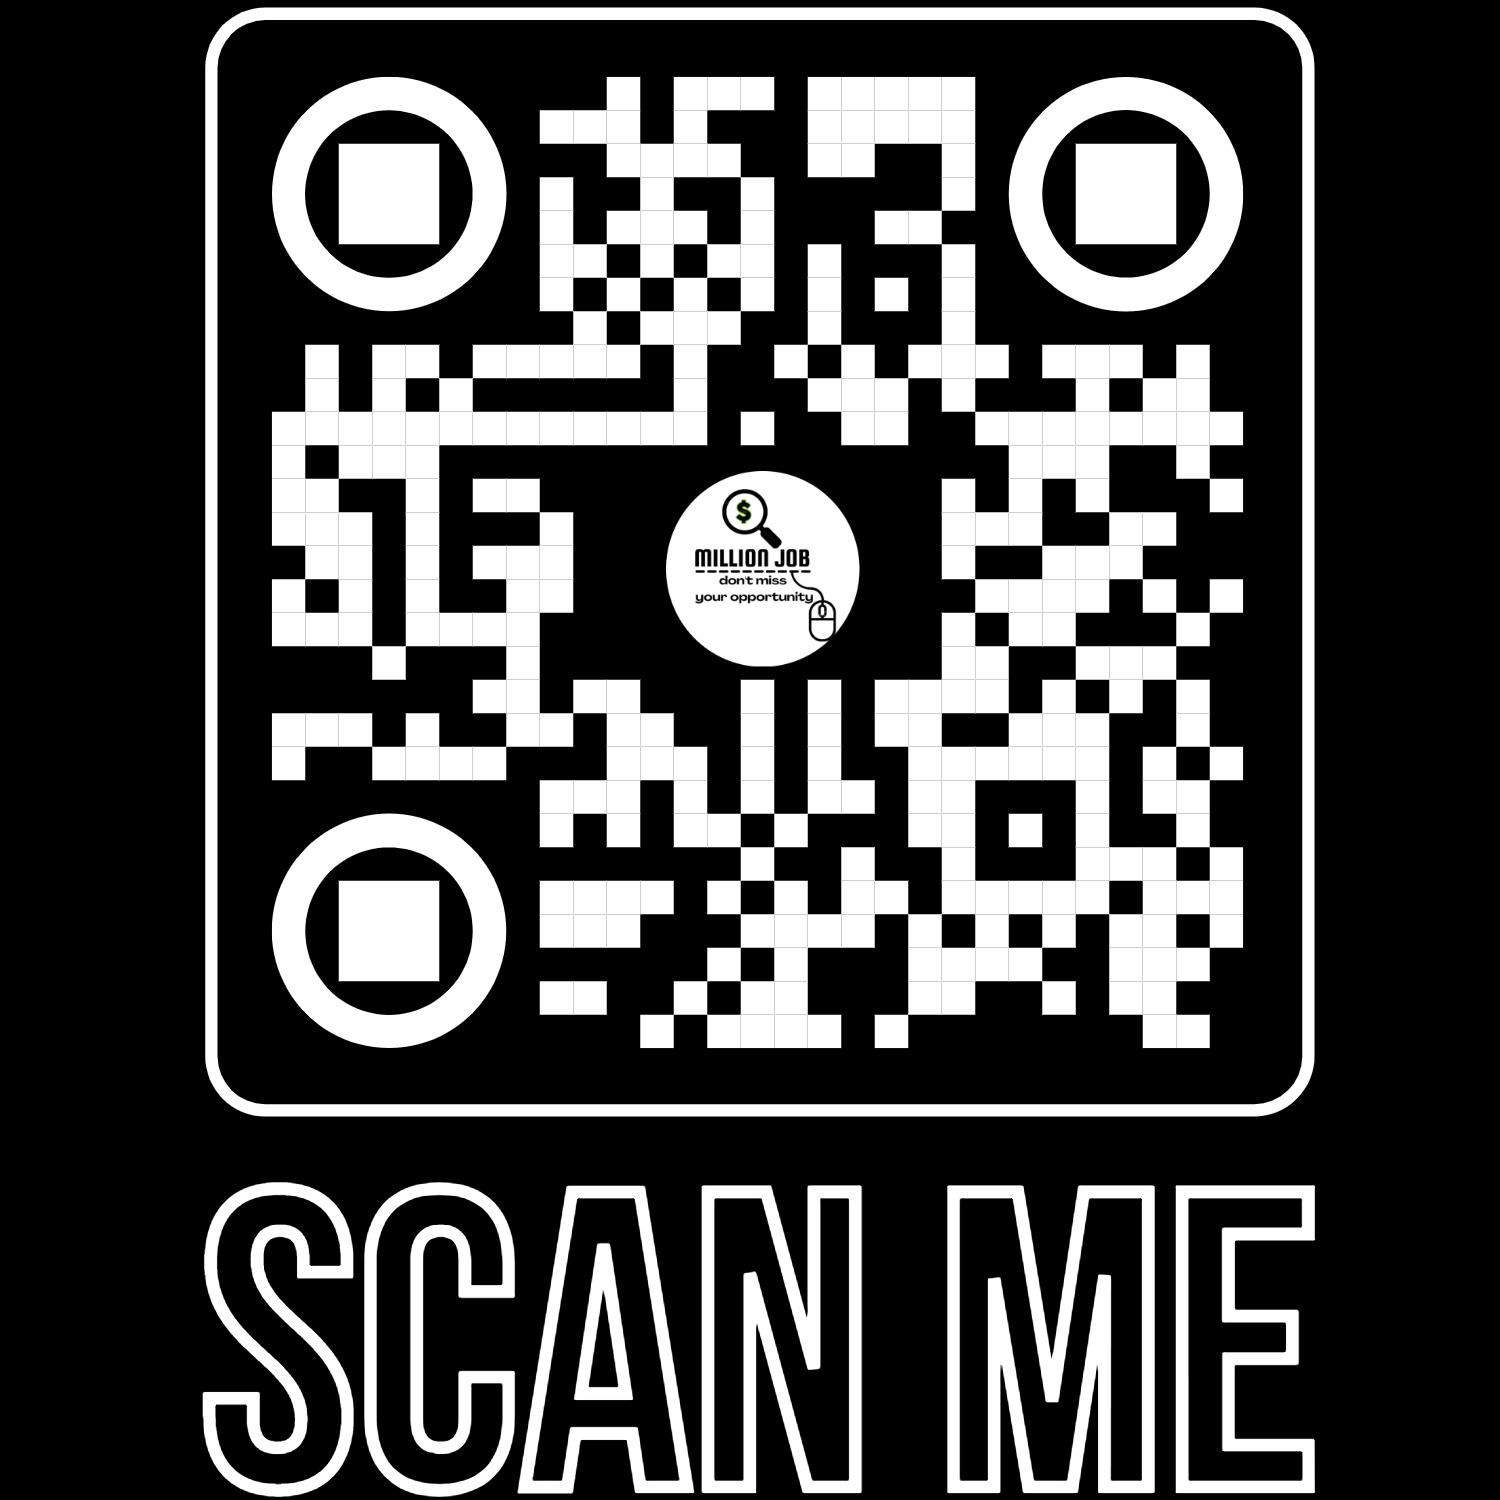 $
MILLION JOB
don't miss
your opportunity
SCAN ME